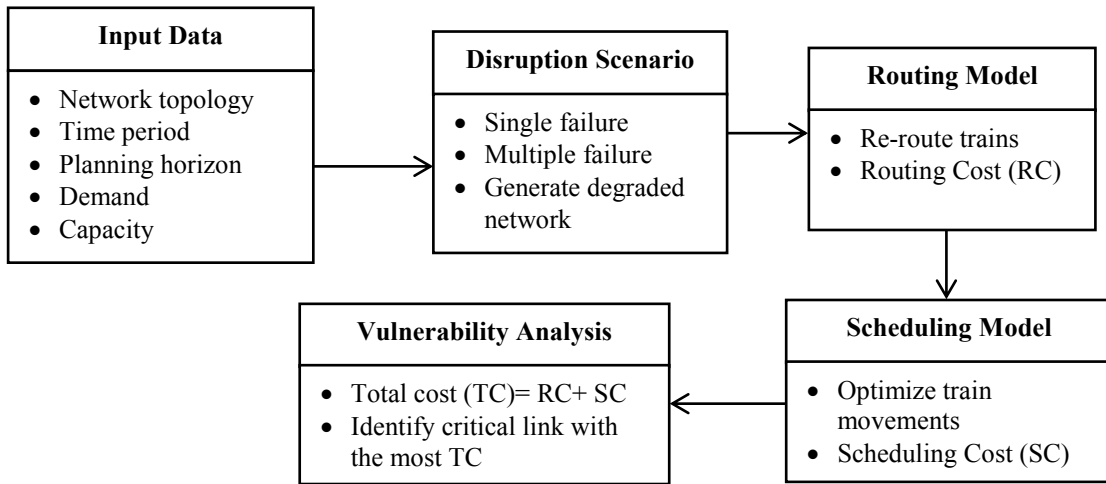 Input Data
• Network topology
• Time period
• Planning horizon
• Demand
• Capacity
Disruption Scenario
• Single failure
• Multiple failure
• Generate degraded
network
Routing Model
• Re-route trains
• Routing Cost (RC)
Scheduling Model
• Optimize train
movements
• Scheduling Cost (SC)
Vulnerability Analysis
• Total cost (TC)= RC+ SC
• Identify critical link with
the most TC